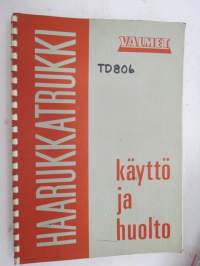 HAARUKKATRUKKI
VALMET
TD806
käyttö
ja
huolto